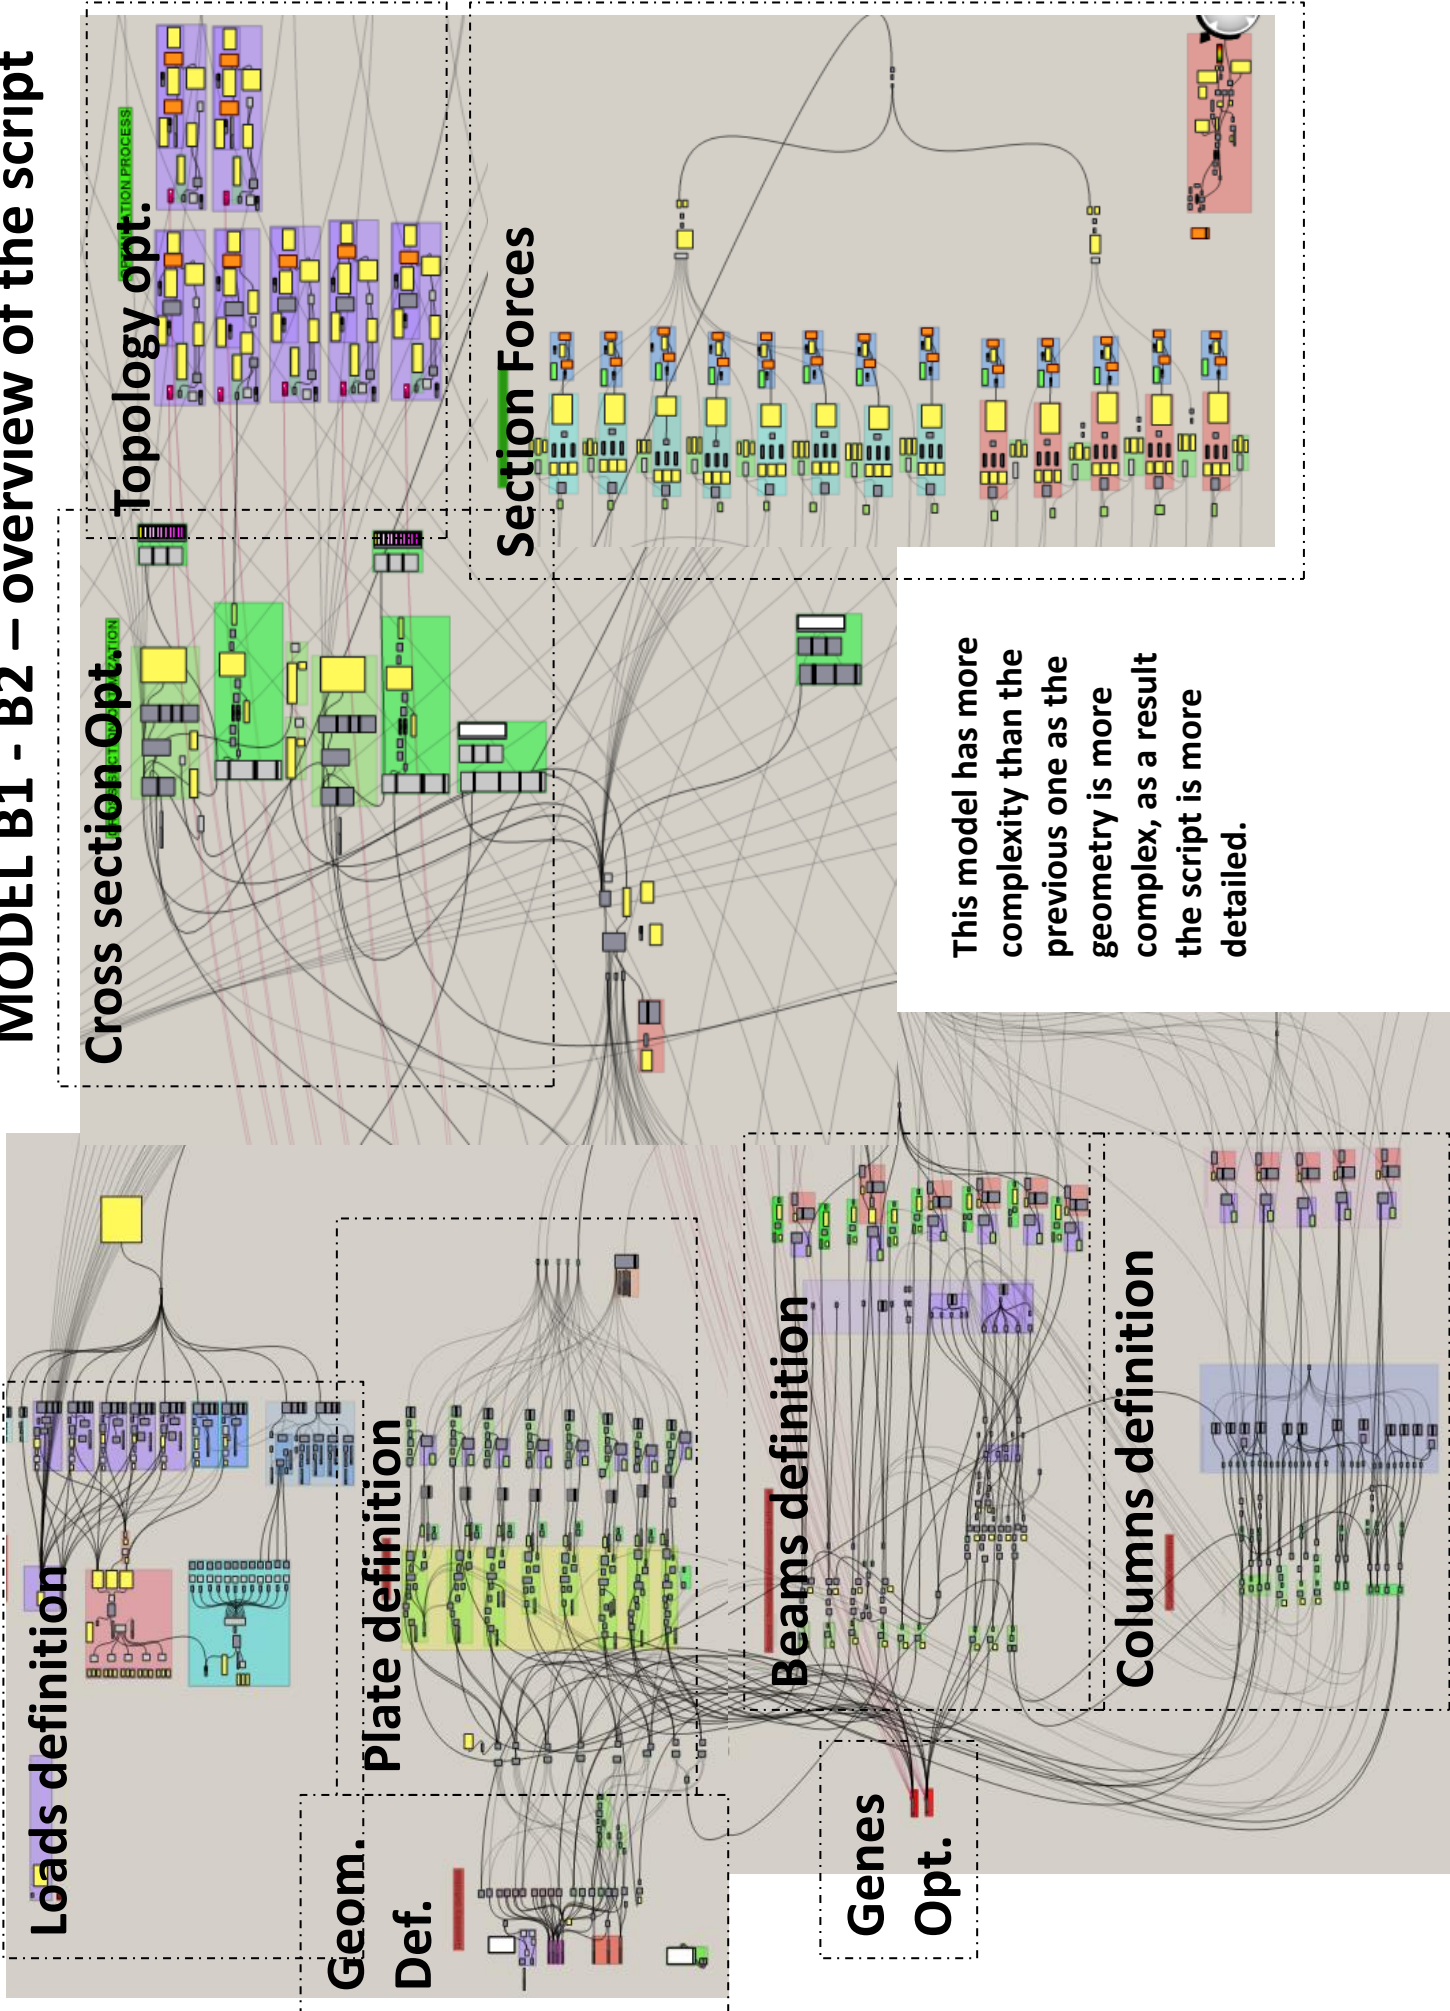 MODEL B1 - B2 – overview of the script
Loads definition
Cross section Opt.
Topology opt.
Geom.
Def.
Plate definition
Section Forces
Beams definition
Genes
Opt.
Columns definition
This model has more
complexity than the
previous one as the
geometry is more
complex, as a result
the script is more
detailed.